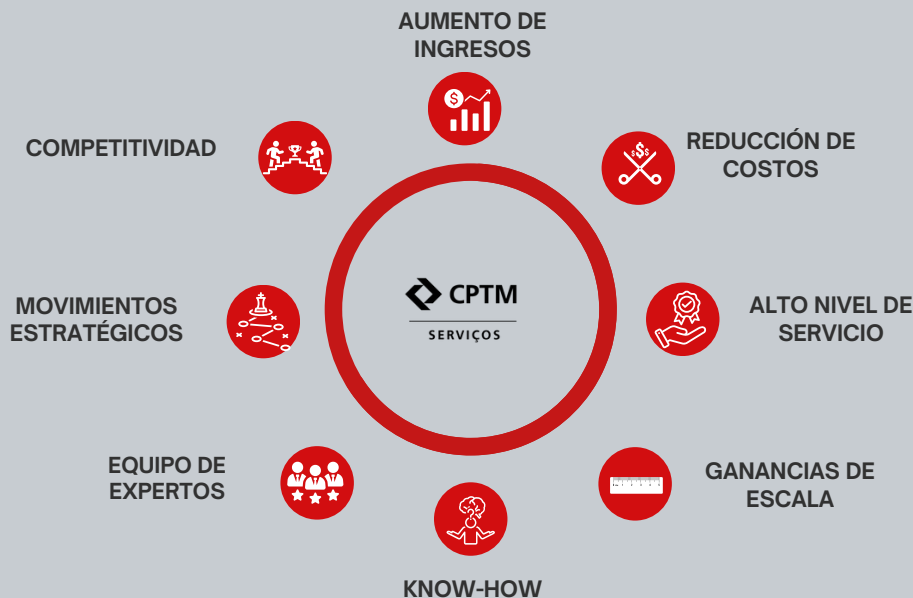 AUMENTO DE
INGRESOS
COMPETITIVIDAD
REDUCCIÓN DE
COSTOS
MOVIMIENTOS
ESTRATÉGICOS
CPTM
SERVIÇOS
ALTO NIVEL DE
SERVICIO
EQUIPO DE
EXPERTOS
GANANCIAS DE
ESCALA
KNOW-HOW